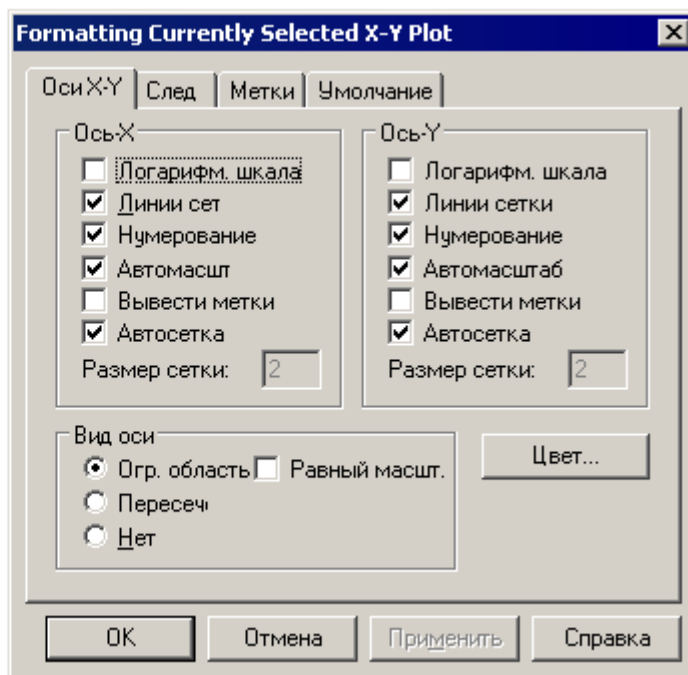 Formatting Currently Selected X-Y Plot
Оси X-Y След Метки Умолчание
Ось-X
Логарифм. шкала
Линии сет
Нумерование
Автомасшт
Вывести метки
Автосетка
Размер сетки: 2
Ось-Y
Логарифм. шкала
Линии сетки
Нумерование
Автомасштаб
Вывести метки
Автосетка
Размер сетки: 2
Вид оси
Огр. область Равный масшт.
Пересеч
Нет
Цвет...
OK Отмена Применить Справка